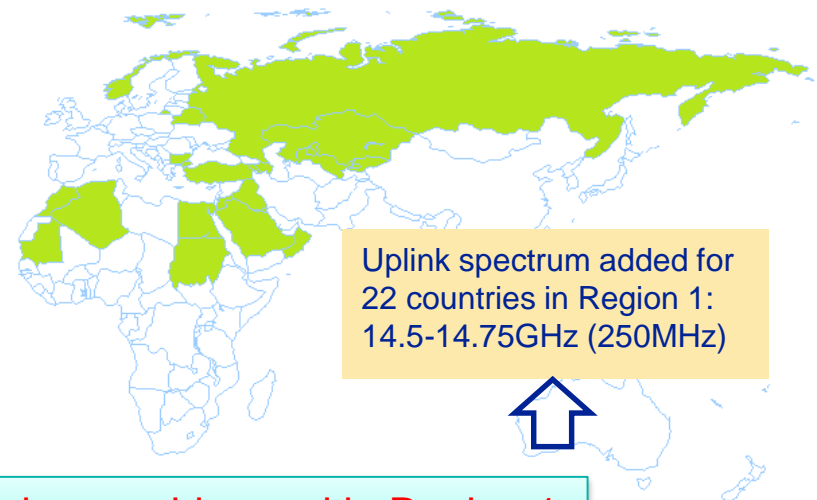 Uplink spectrum added for
22 countries in Region 1:
14.5-14.75GHz (250MHz)